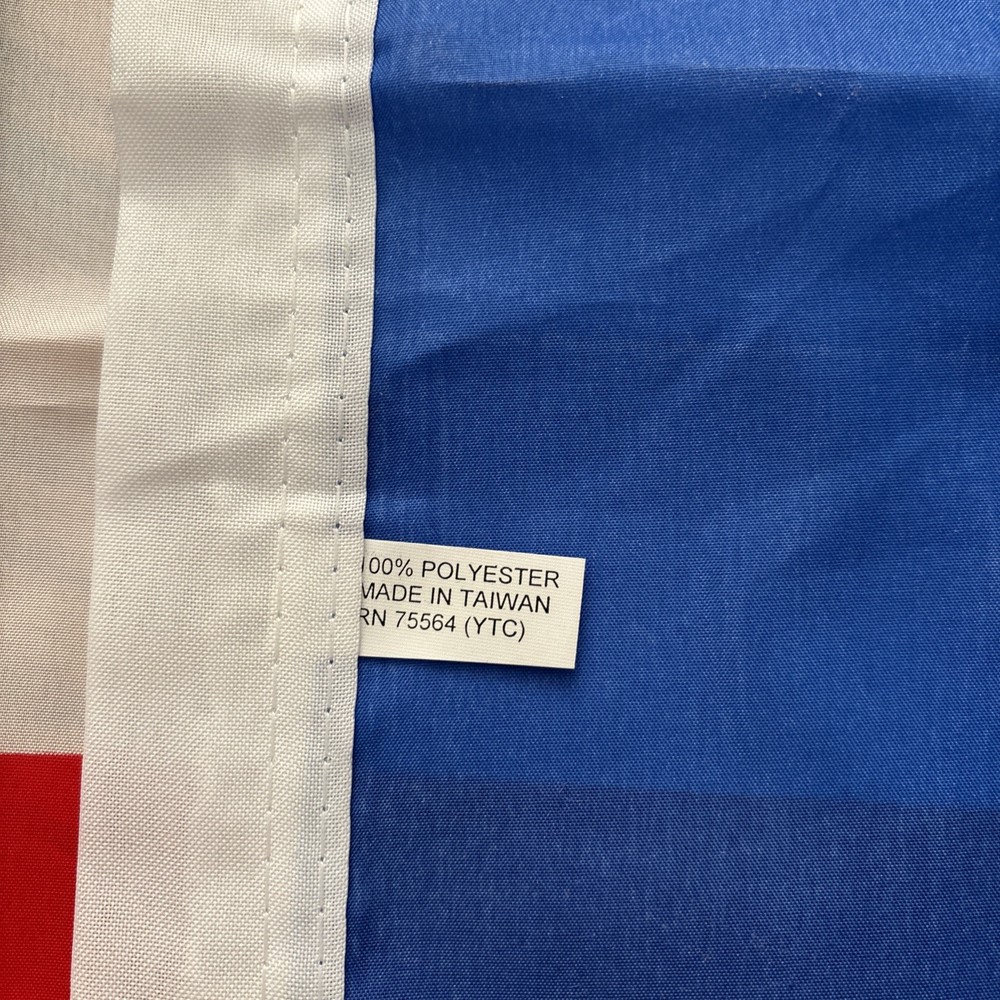 100% POLYESTER
MADE IN TAIWAN
RN 75564 (YTC)